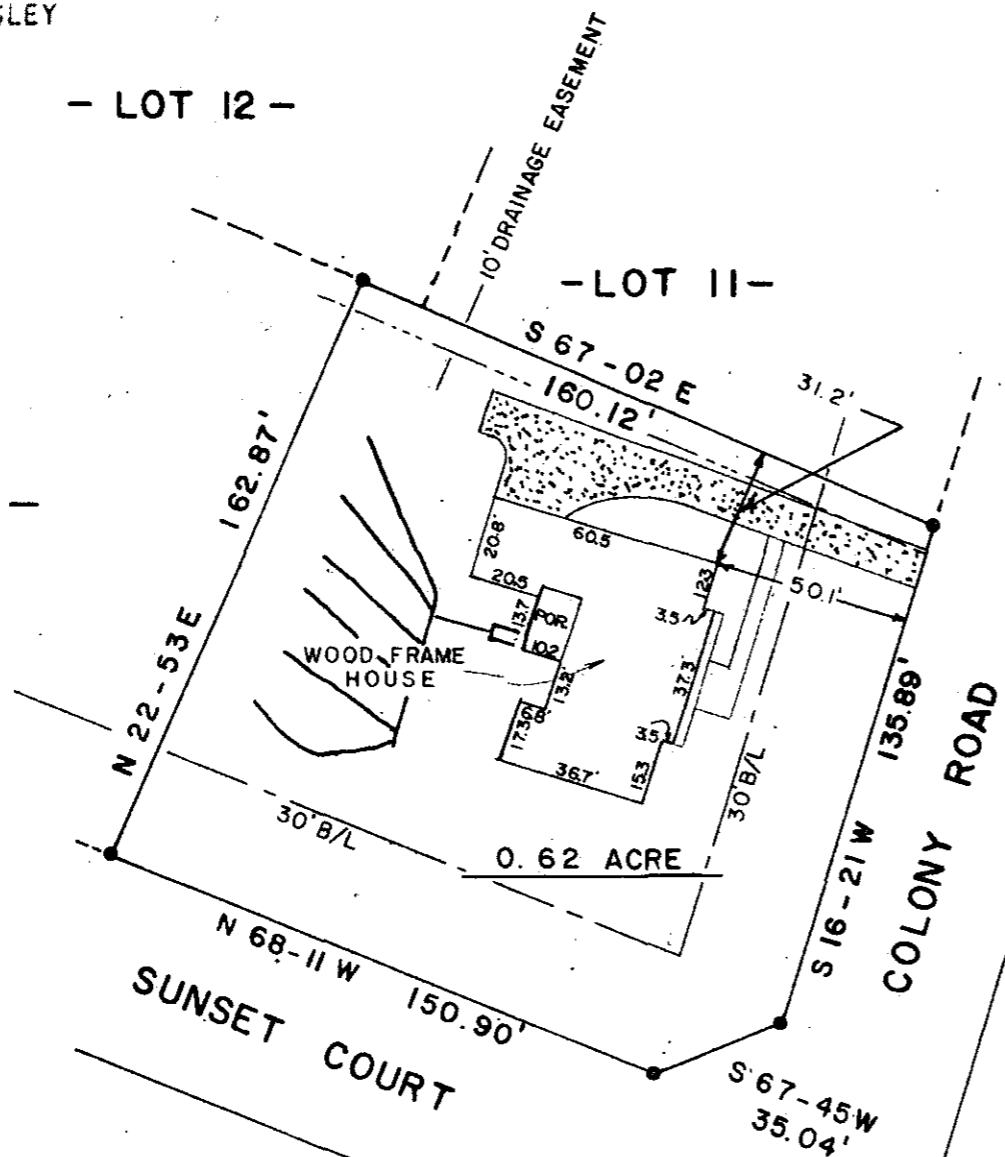 - LOT 12 -
10' DRAINAGE EASEMENT
- LOT 11 -
S 67-02 E
160.12'
31.2'
162.87'
N 22-53 E
60.5
20.8'
20.5
13.7
POR.
10.2
12.3
50.1'
3.5
WOOD FRAME
HOUSE
13.2'
37.3'
6.8'
17.3
3.5
36.7'
15.3
135.89'
S 16-21 W
COLONY ROAD
30' B/L
30' B/L
0.62 ACRE
N 68-11 W 150.90'
SUNSET COURT
S 67-45 W
35.04'